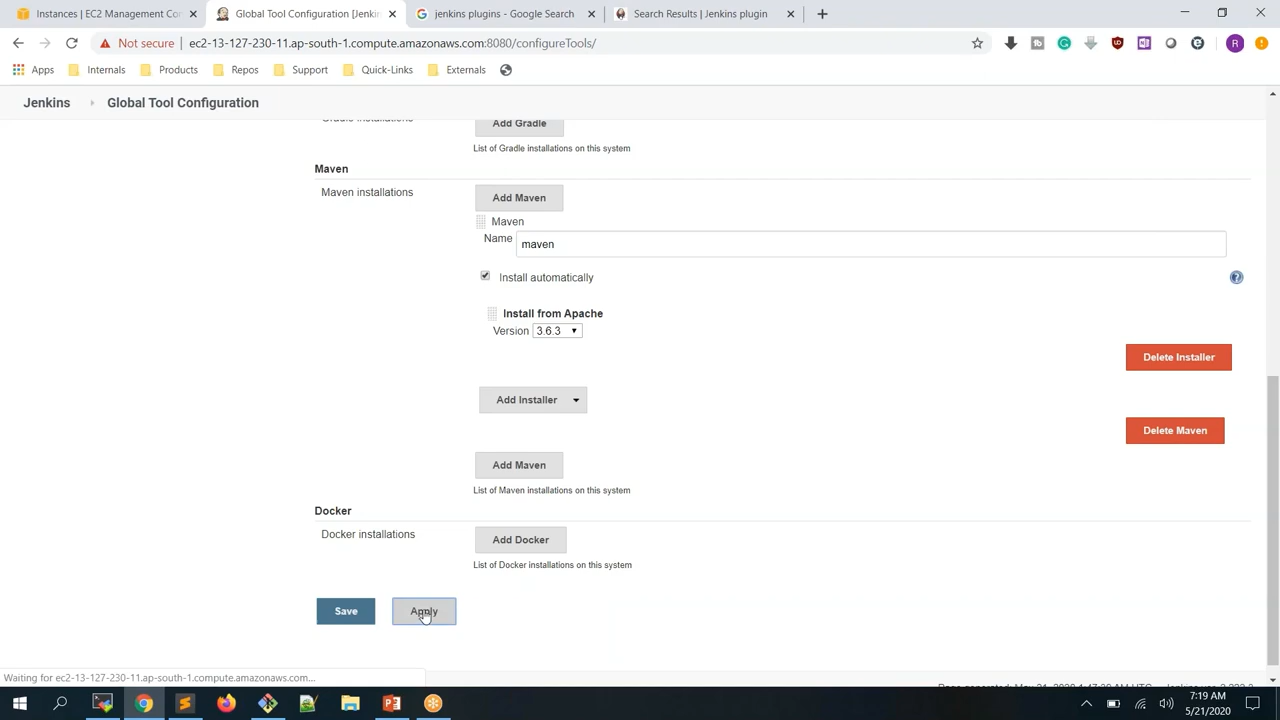 Instances | EC2 Management Con
Global Tool Configuration [Jenkin
jenkins plugins - Google Search
Search Results | Jenkins plugin
Not secure | ec2-13-127-230-11.ap-south-1.compute.amazonaws.com:8080/configureTools/
R
Apps Internals Products Repos Support Quick-Links Externals
Jenkins Global Tool Configuration
Gradle installations
Add Gradle
List of Gradle installations on this system
Maven
Maven installations
Add Maven
Maven
Name
maven
Install automatically
Install from Apache
Version 3.6.3
Delete Installer
Add Installer
Delete Maven
Add Maven
List of Maven installations on this system
Docker
Docker installations
Add Docker
List of Docker installations on this system
Save
Apply
Waiting for ec2-13-127-230-11.ap-south-1.compute.amazonaws.com...
7:19 AM
5/21/2020